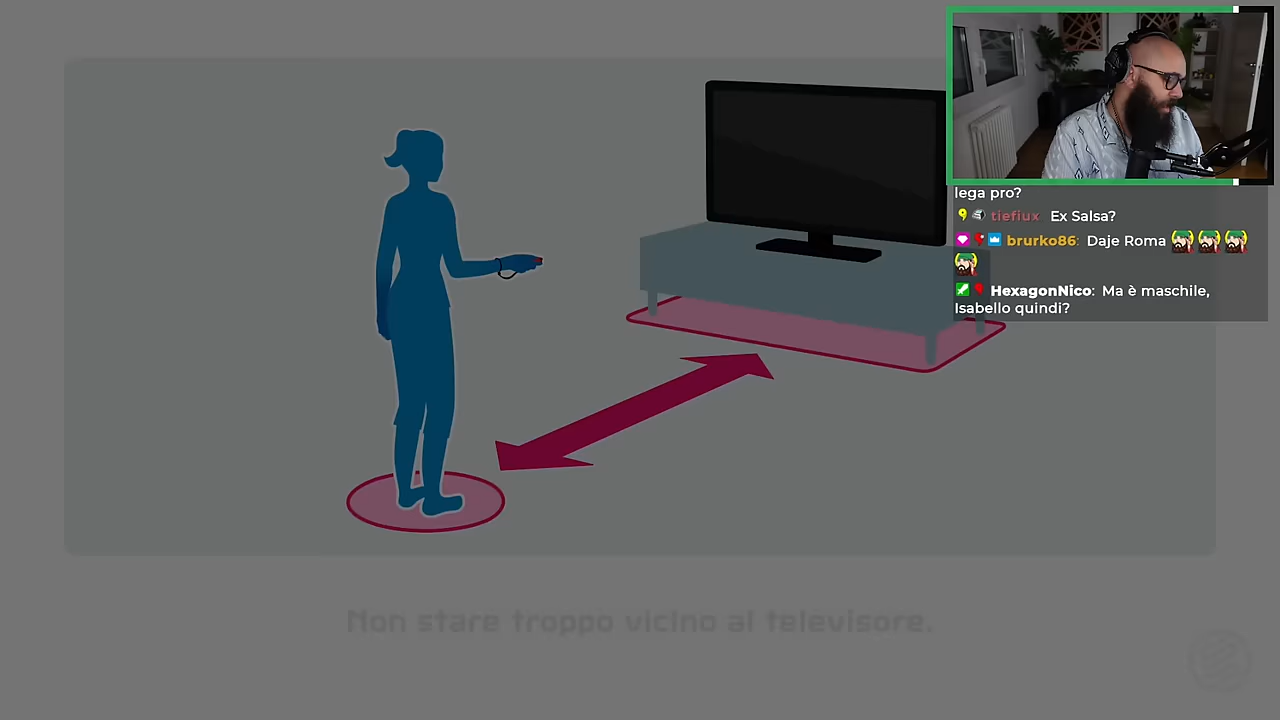 lega pro?
tiefiux Ex Salsa?
brurko86: Daje Roma
HexagonNico: Ma è maschile,
Isabello quindi?
Non stare troppo vicino al televisore.